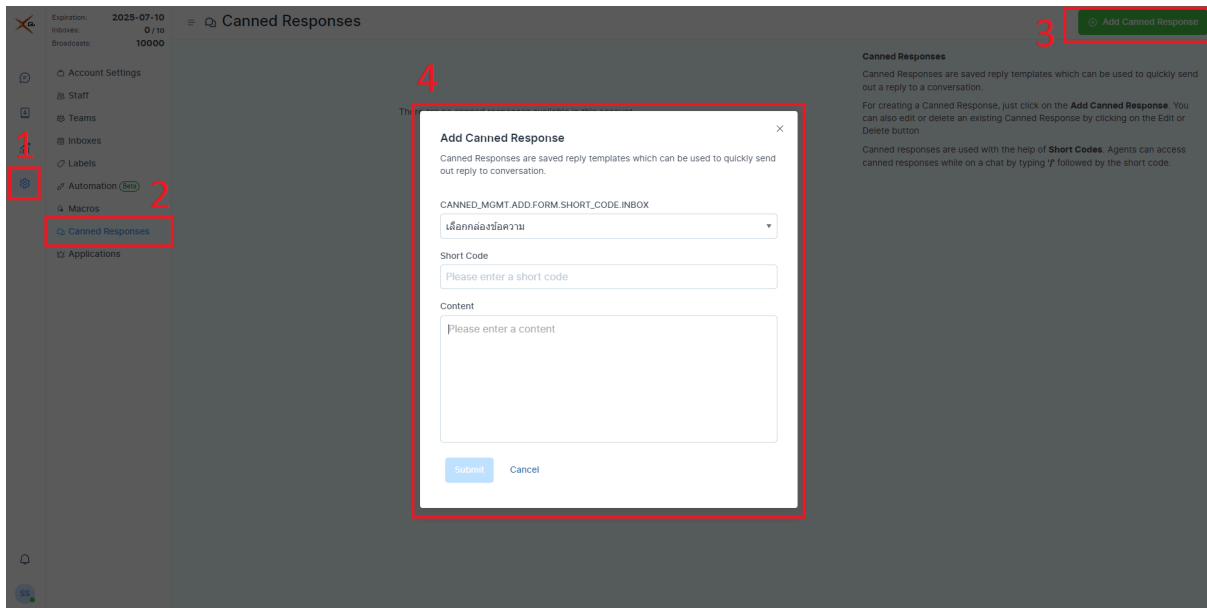 Expiration: 2025-07-10
Inboxes: 0 / 10
Broadcasts: 10000
Canned Responses
3
Add Canned Response
Account Settings
Staff
Teams
Inboxes
Labels
Automation (Beta)
Macros
Canned Responses
Applications
1
2
4
Add Canned Response
Canned Responses are saved reply templates which can be used to quickly send
out reply to conversation.
CANNED_MGMT.ADD.FORM.SHORT_CODE.INBOX
เลือกกล่องข้อความ
Short Code
Please enter a short code
Content
Please enter a content
Submit
Cancel
Canned Responses
Canned Responses are saved reply templates which can be used to quickly send
out a reply to a conversation.
For creating a Canned Response, just click on the Add Canned Response. You
can also edit or delete an existing Canned Response by clicking on the Edit or
Delete button
Canned responses are used with the help of Short Codes. Agents can access
canned responses while on a chat by typing '/' followed by the short code.
SS